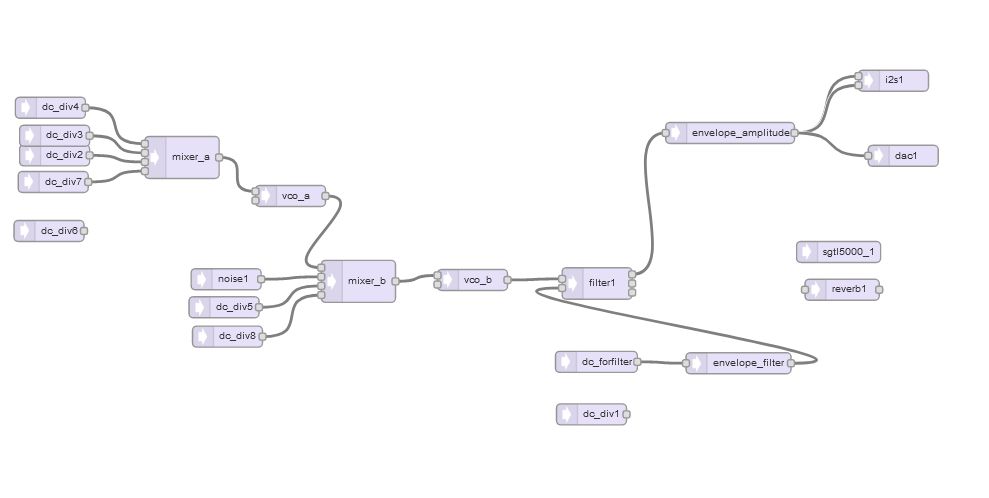 i2s1
dc_div4
envelope_amplitude
dc_div3
mixer_a
dc_div2
dac1
dc_div7
vco_a
dc_div6
sgtl5000_1
noise1
mixer_b
vco_b
filter1
reverb1
dc_div5
dc_div8
dc_forfilter
envelope_filter
dc_div1